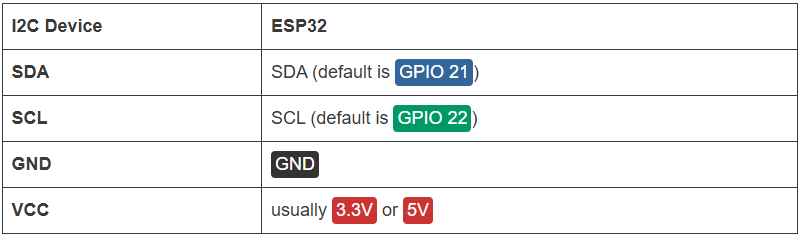 I2C Device ESP32
SDA SDA (default is GPIO 21)
SCL SCL (default is GPIO 22)
GND GND
VCC usually 3.3V or 5V